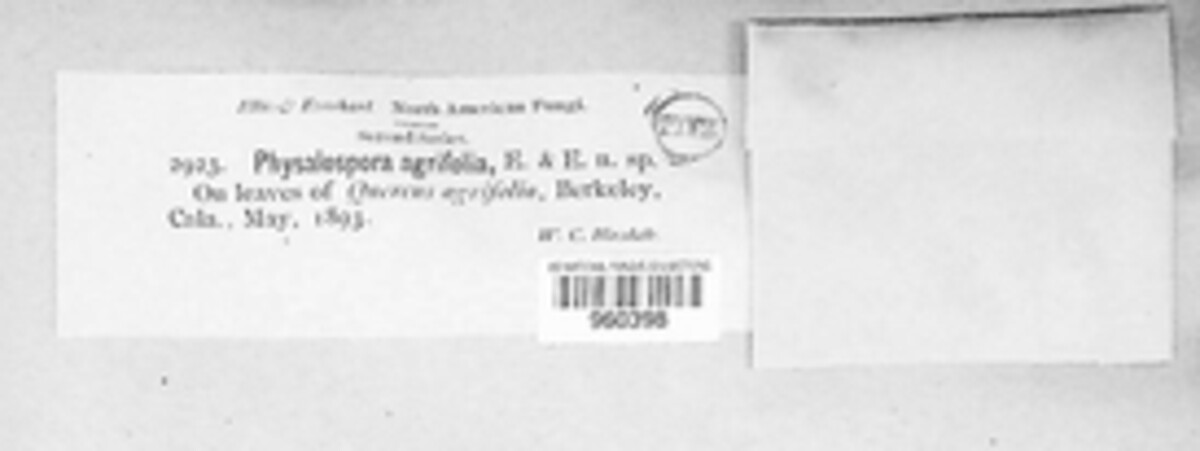 Ellis & Everhart North American Fungi.
Second Series.
2923. Physalospora agrifolia, E. & E. n. sp.
On leaves of Quercus agrifolia, Berkeley,
Cala., May, 1893.
W. C. Blasdale.
960398